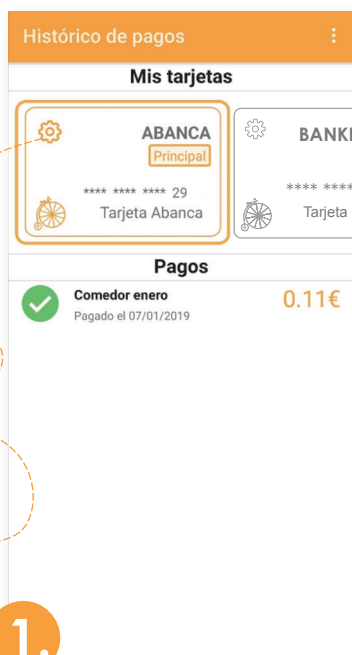 Histórico de pagos
Mis tarjetas
ABANCA
Principal
**** **** **** 29
Tarjeta Abanca
BANKI
**** ****
Tarjeta
Pagos
Comedor enero
0.11€
Pagado el 07/01/2019
1.